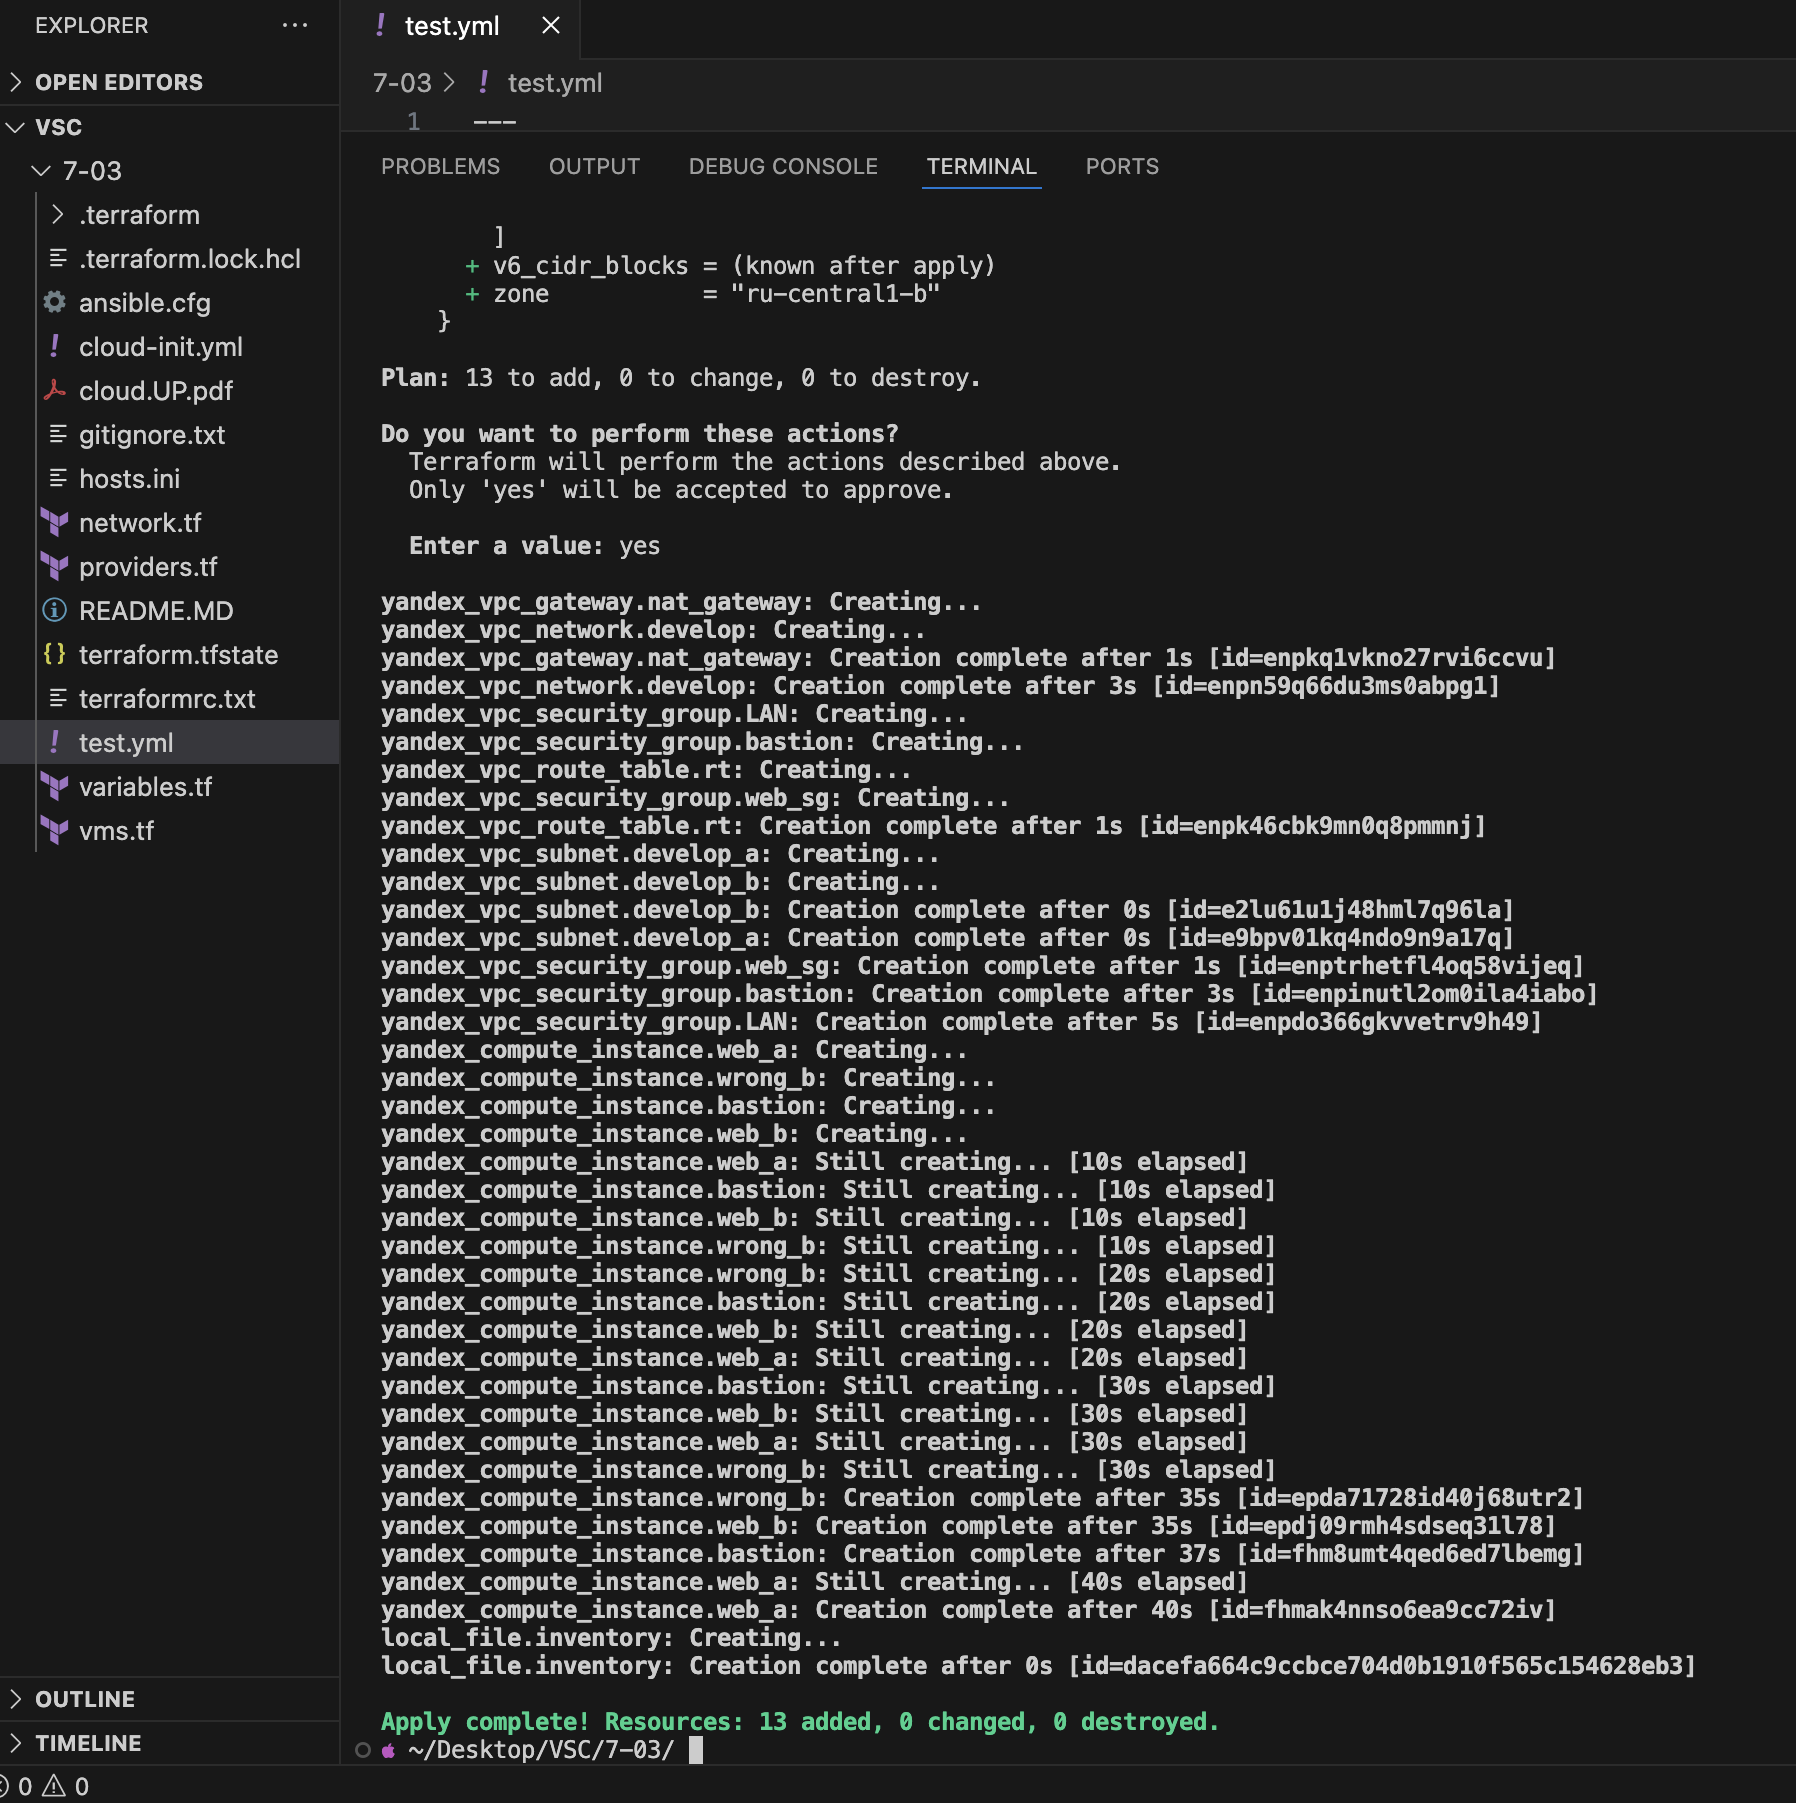 EXPLORER
OPEN EDITORS
VSC
7-03
.terraform
.terraform.lock.hcl
ansible.cfg
cloud-init.yml
cloud.UP.pdf
gitignore.txt
hosts.ini
network.tf
providers.tf
README.MD
terraform.tfstate
terraformrc.txt
test.yml
variables.tf
vms.tf
OUTLINE
TIMELINE
0 0
test.yml
7-03 > ! test.yml
1 ---
PROBLEMS OUTPUT DEBUG CONSOLE TERMINAL PORTS
]
+ v6_cidr_blocks = (known after apply)
+ zone           = "ru-central1-b"
}
Plan: 13 to add, 0 to change, 0 to destroy.
Do you want to perform these actions?
Terraform will perform the actions described above.
Only 'yes' will be accepted to approve.
Enter a value: yes
yandex_vpc_gateway.nat_gateway: Creating...
yandex_vpc_network.develop: Creating...
yandex_vpc_gateway.nat_gateway: Creation complete after 1s [id=enpkq1vkno27rvi6ccvu]
yandex_vpc_network.develop: Creation complete after 3s [id=enpn59q66du3ms0abpg1]
yandex_vpc_security_group.LAN: Creating...
yandex_vpc_security_group.bastion: Creating...
yandex_vpc_route_table.rt: Creating...
yandex_vpc_security_group.web_sg: Creating...
yandex_vpc_route_table.rt: Creation complete after 1s [id=enpk46cbk9mn0q8pmmnj]
yandex_vpc_subnet.develop_a: Creating...
yandex_vpc_subnet.develop_b: Creating...
yandex_vpc_subnet.develop_b: Creation complete after 0s [id=e2lu61u1j48hml7q96la]
yandex_vpc_subnet.develop_a: Creation complete after 0s [id=e9bpv01kq4ndo9n9a17q]
yandex_vpc_security_group.web_sg: Creation complete after 1s [id=enptrhetfl4oq58vijeq]
yandex_vpc_security_group.bastion: Creation complete after 3s [id=enpinutl2om0ila4iabo]
yandex_vpc_security_group.LAN: Creation complete after 5s [id=enpdo366gkvvetrv9h49]
yandex_compute_instance.web_a: Creating...
yandex_compute_instance.wrong_b: Creating...
yandex_compute_instance.bastion: Creating...
yandex_compute_instance.web_b: Creating...
yandex_compute_instance.web_a: Still creating... [10s elapsed]
yandex_compute_instance.bastion: Still creating... [10s elapsed]
yandex_compute_instance.web_b: Still creating... [10s elapsed]
yandex_compute_instance.wrong_b: Still creating... [10s elapsed]
yandex_compute_instance.wrong_b: Still creating... [20s elapsed]
yandex_compute_instance.bastion: Still creating... [20s elapsed]
yandex_compute_instance.web_b: Still creating... [20s elapsed]
yandex_compute_instance.web_a: Still creating... [20s elapsed]
yandex_compute_instance.bastion: Still creating... [30s elapsed]
yandex_compute_instance.web_b: Still creating... [30s elapsed]
yandex_compute_instance.web_a: Still creating... [30s elapsed]
yandex_compute_instance.wrong_b: Still creating... [30s elapsed]
yandex_compute_instance.wrong_b: Creation complete after 35s [id=epda71728id40j68utr2]
yandex_compute_instance.web_b: Creation complete after 35s [id=epdj09rmh4sdseq31l78]
yandex_compute_instance.bastion: Creation complete after 37s [id=fhm8umt4qed6ed7lbemg]
yandex_compute_instance.web_a: Still creating... [40s elapsed]
yandex_compute_instance.web_a: Creation complete after 40s [id=fhmak4nnso6ea9cc72iv]
local_file.inventory: Creating...
local_file.inventory: Creation complete after 0s [id=dacefa664c9ccbce704d0b1910f565c154628eb3]
Apply complete! Resources: 13 added, 0 changed, 0 destroyed.
~/Desktop/VSC/7-03/